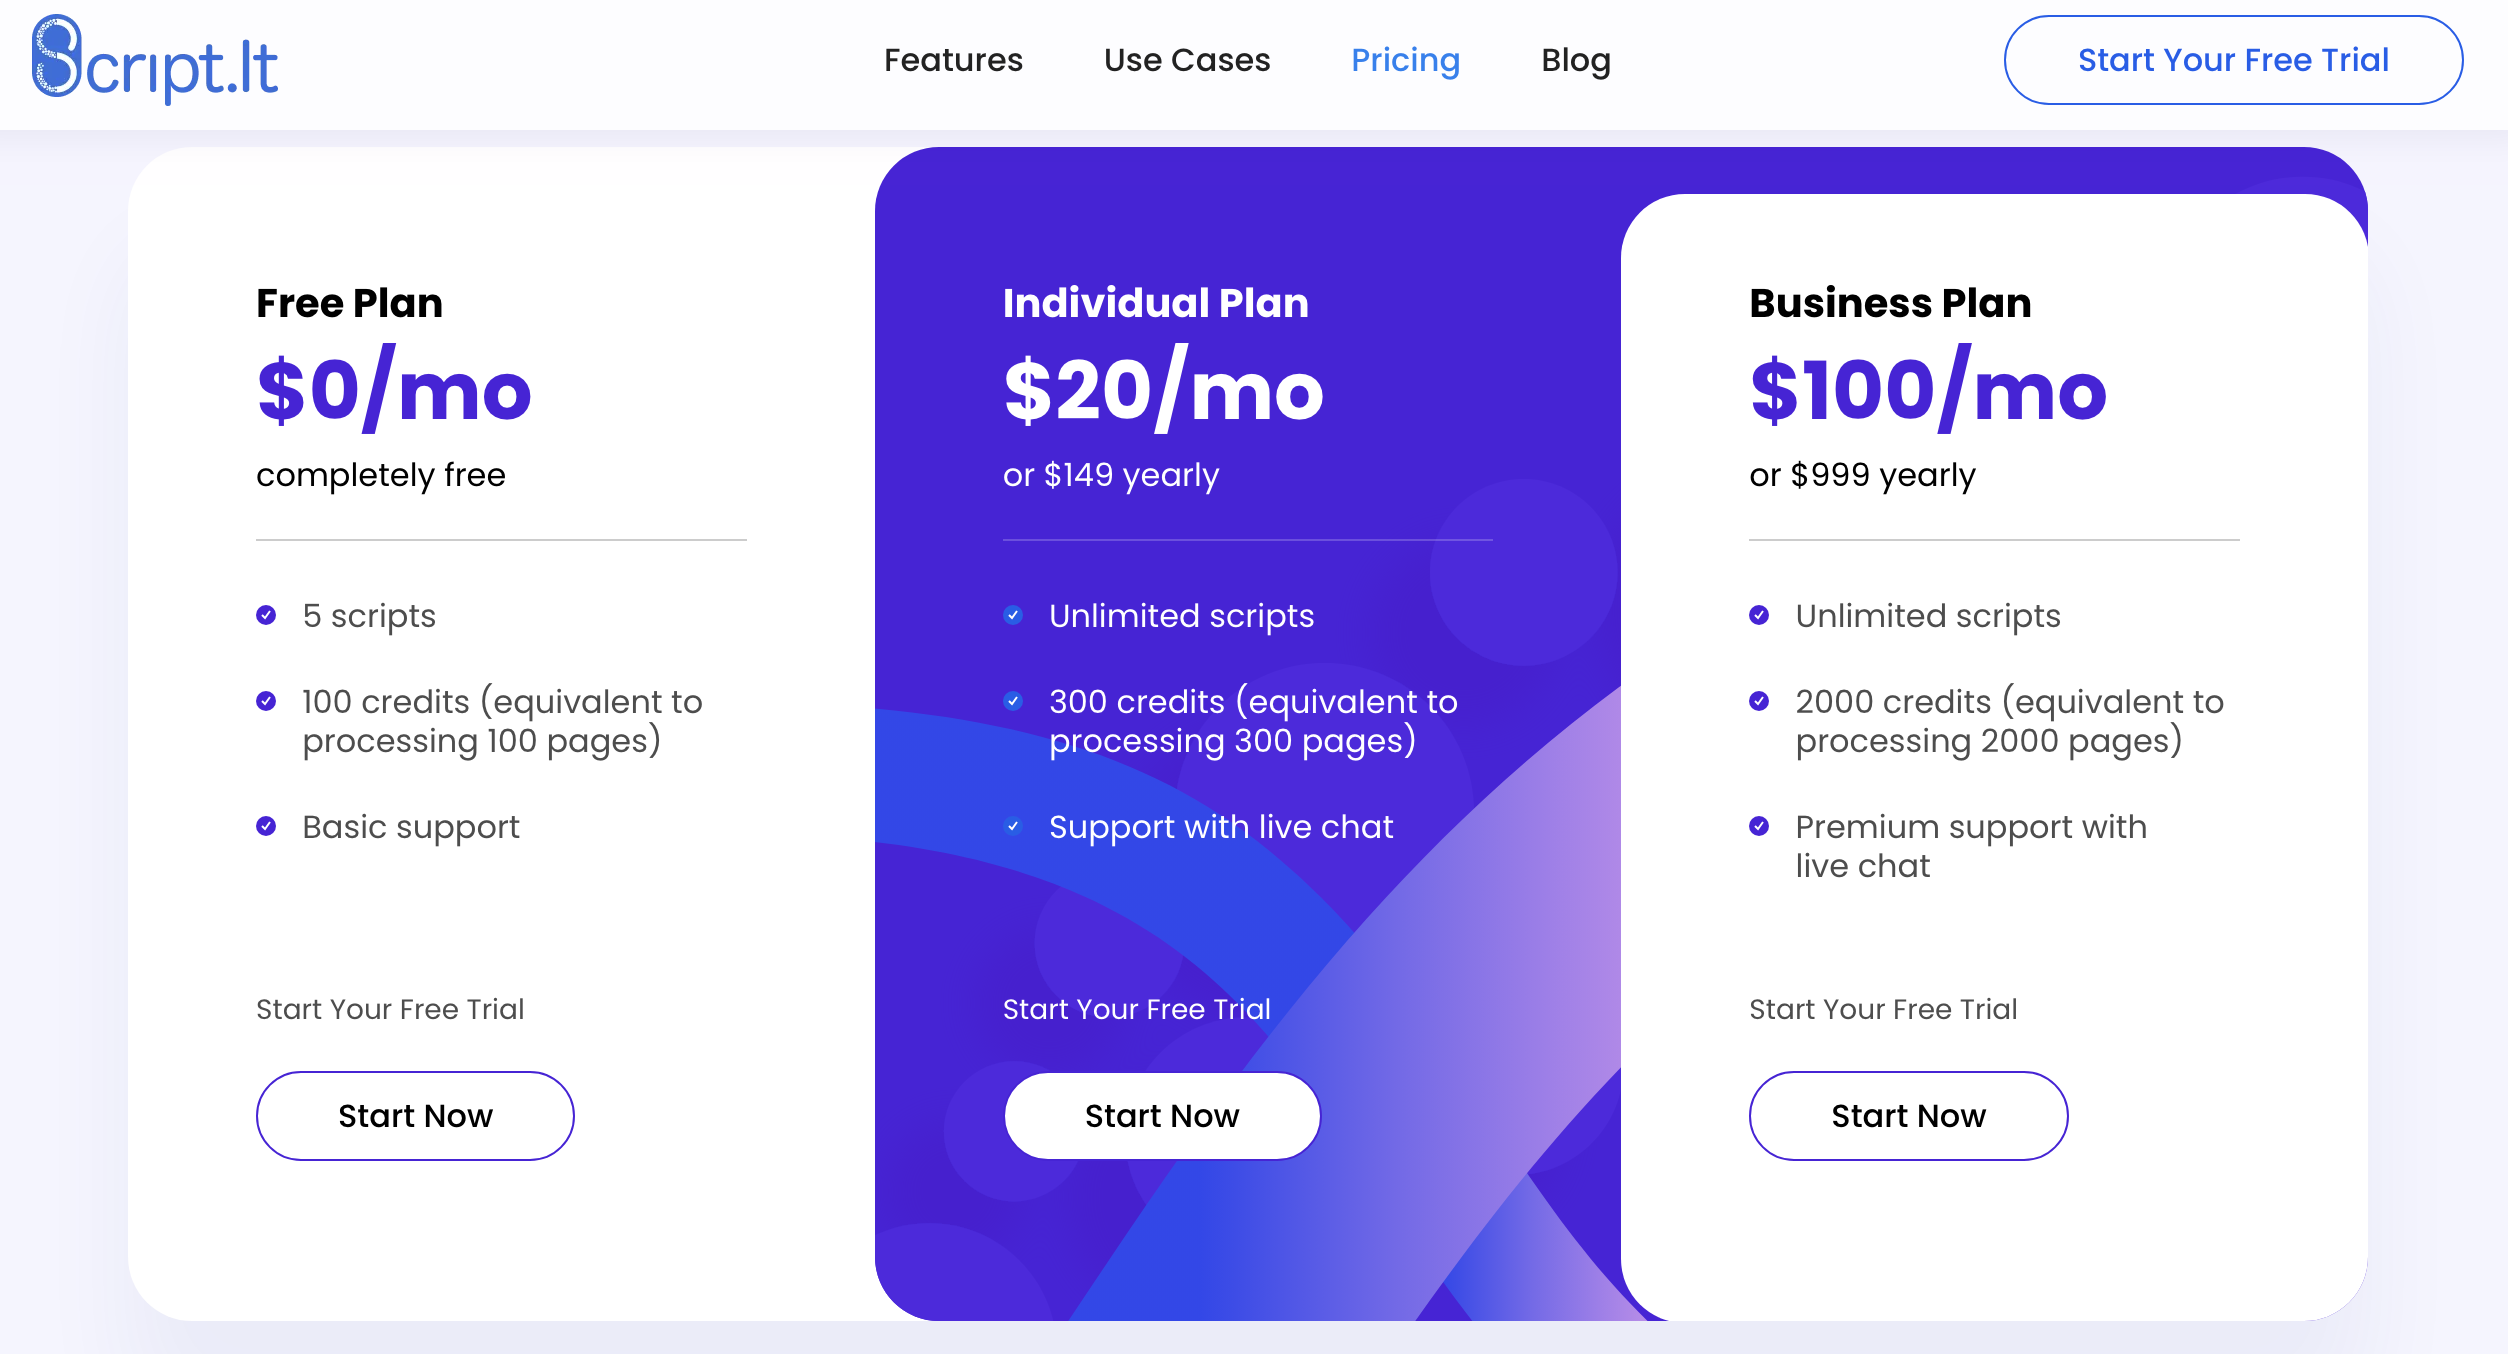 Script.It
Features
Use Cases
Pricing
Blog
Start Your Free Trial
Free Plan
$0/mo
completely free
5 scripts
100 credits (equivalent to
processing 100 pages)
Basic support
Start Your Free Trial
Start Now
Individual Plan
$20/mo
or $149 yearly
Unlimited scripts
300 credits (equivalent to
processing 300 pages)
Support with live chat
Start Your Free Trial
Start Now
Business Plan
$100/mo
or $999 yearly
Unlimited scripts
2000 credits (equivalent to
processing 2000 pages)
Premium support with
live chat
Start Your Free Trial
Start Now